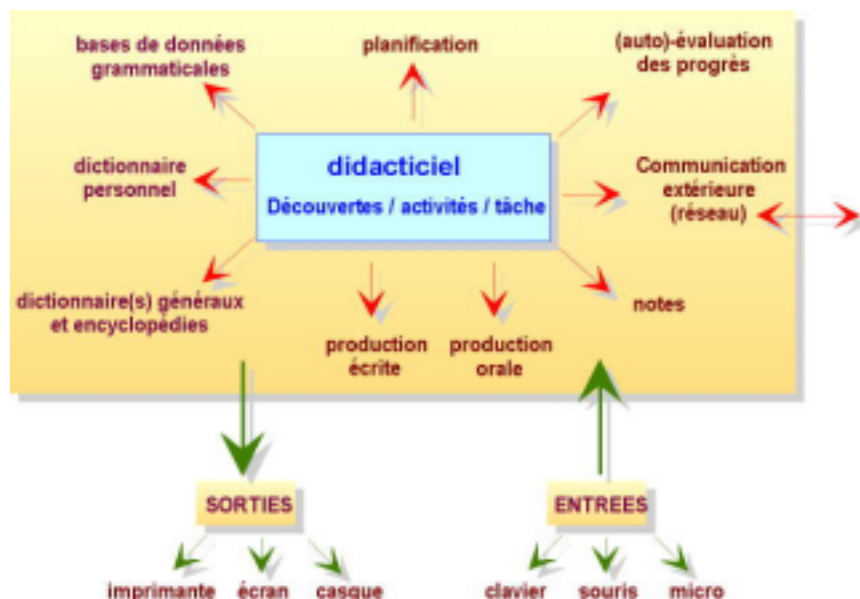 bases de données
grammaticales
planification
(auto)-évaluation
des progrès
didacticiel
Découvertes / activités / tâche
dictionnaire
personnel
Communication
extérieure
(réseau)
dictionnaire(s) généraux
et encyclopédies
production
écrite
production
orale
notes
SORTIES
ENTREES
imprimante
écran
casque
clavier
souris
micro